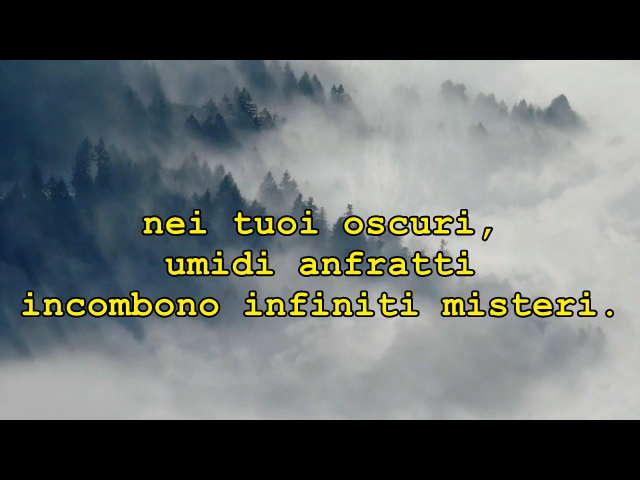 nei tuoi oscuri,
umidi anfratti
incombono infiniti misteri.